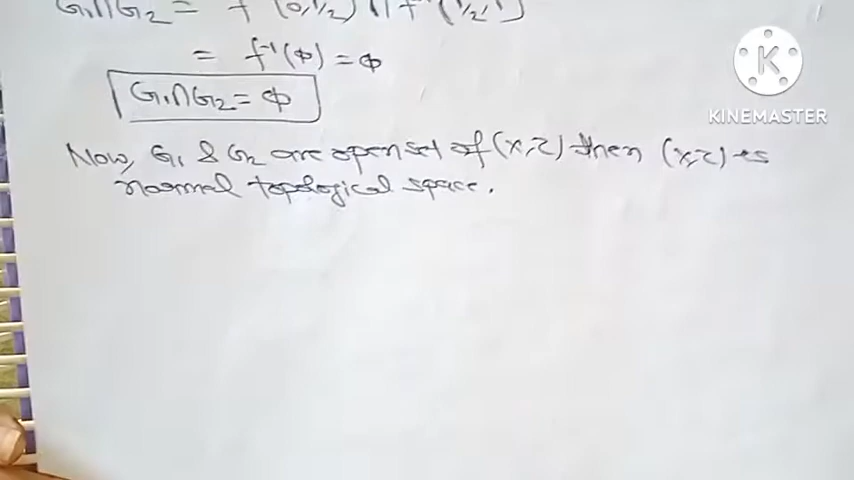 G₁∩G₂ = f⁻¹(0,1/2) ∩ f⁻¹(1/2,1)
= f⁻¹(ϕ) = ϕ
G₁∩G₂ = ϕ
Now, G₁ & G₂ are open set of (x,τ) then (x,τ) is
normal topological space.
K
KINEMASTER